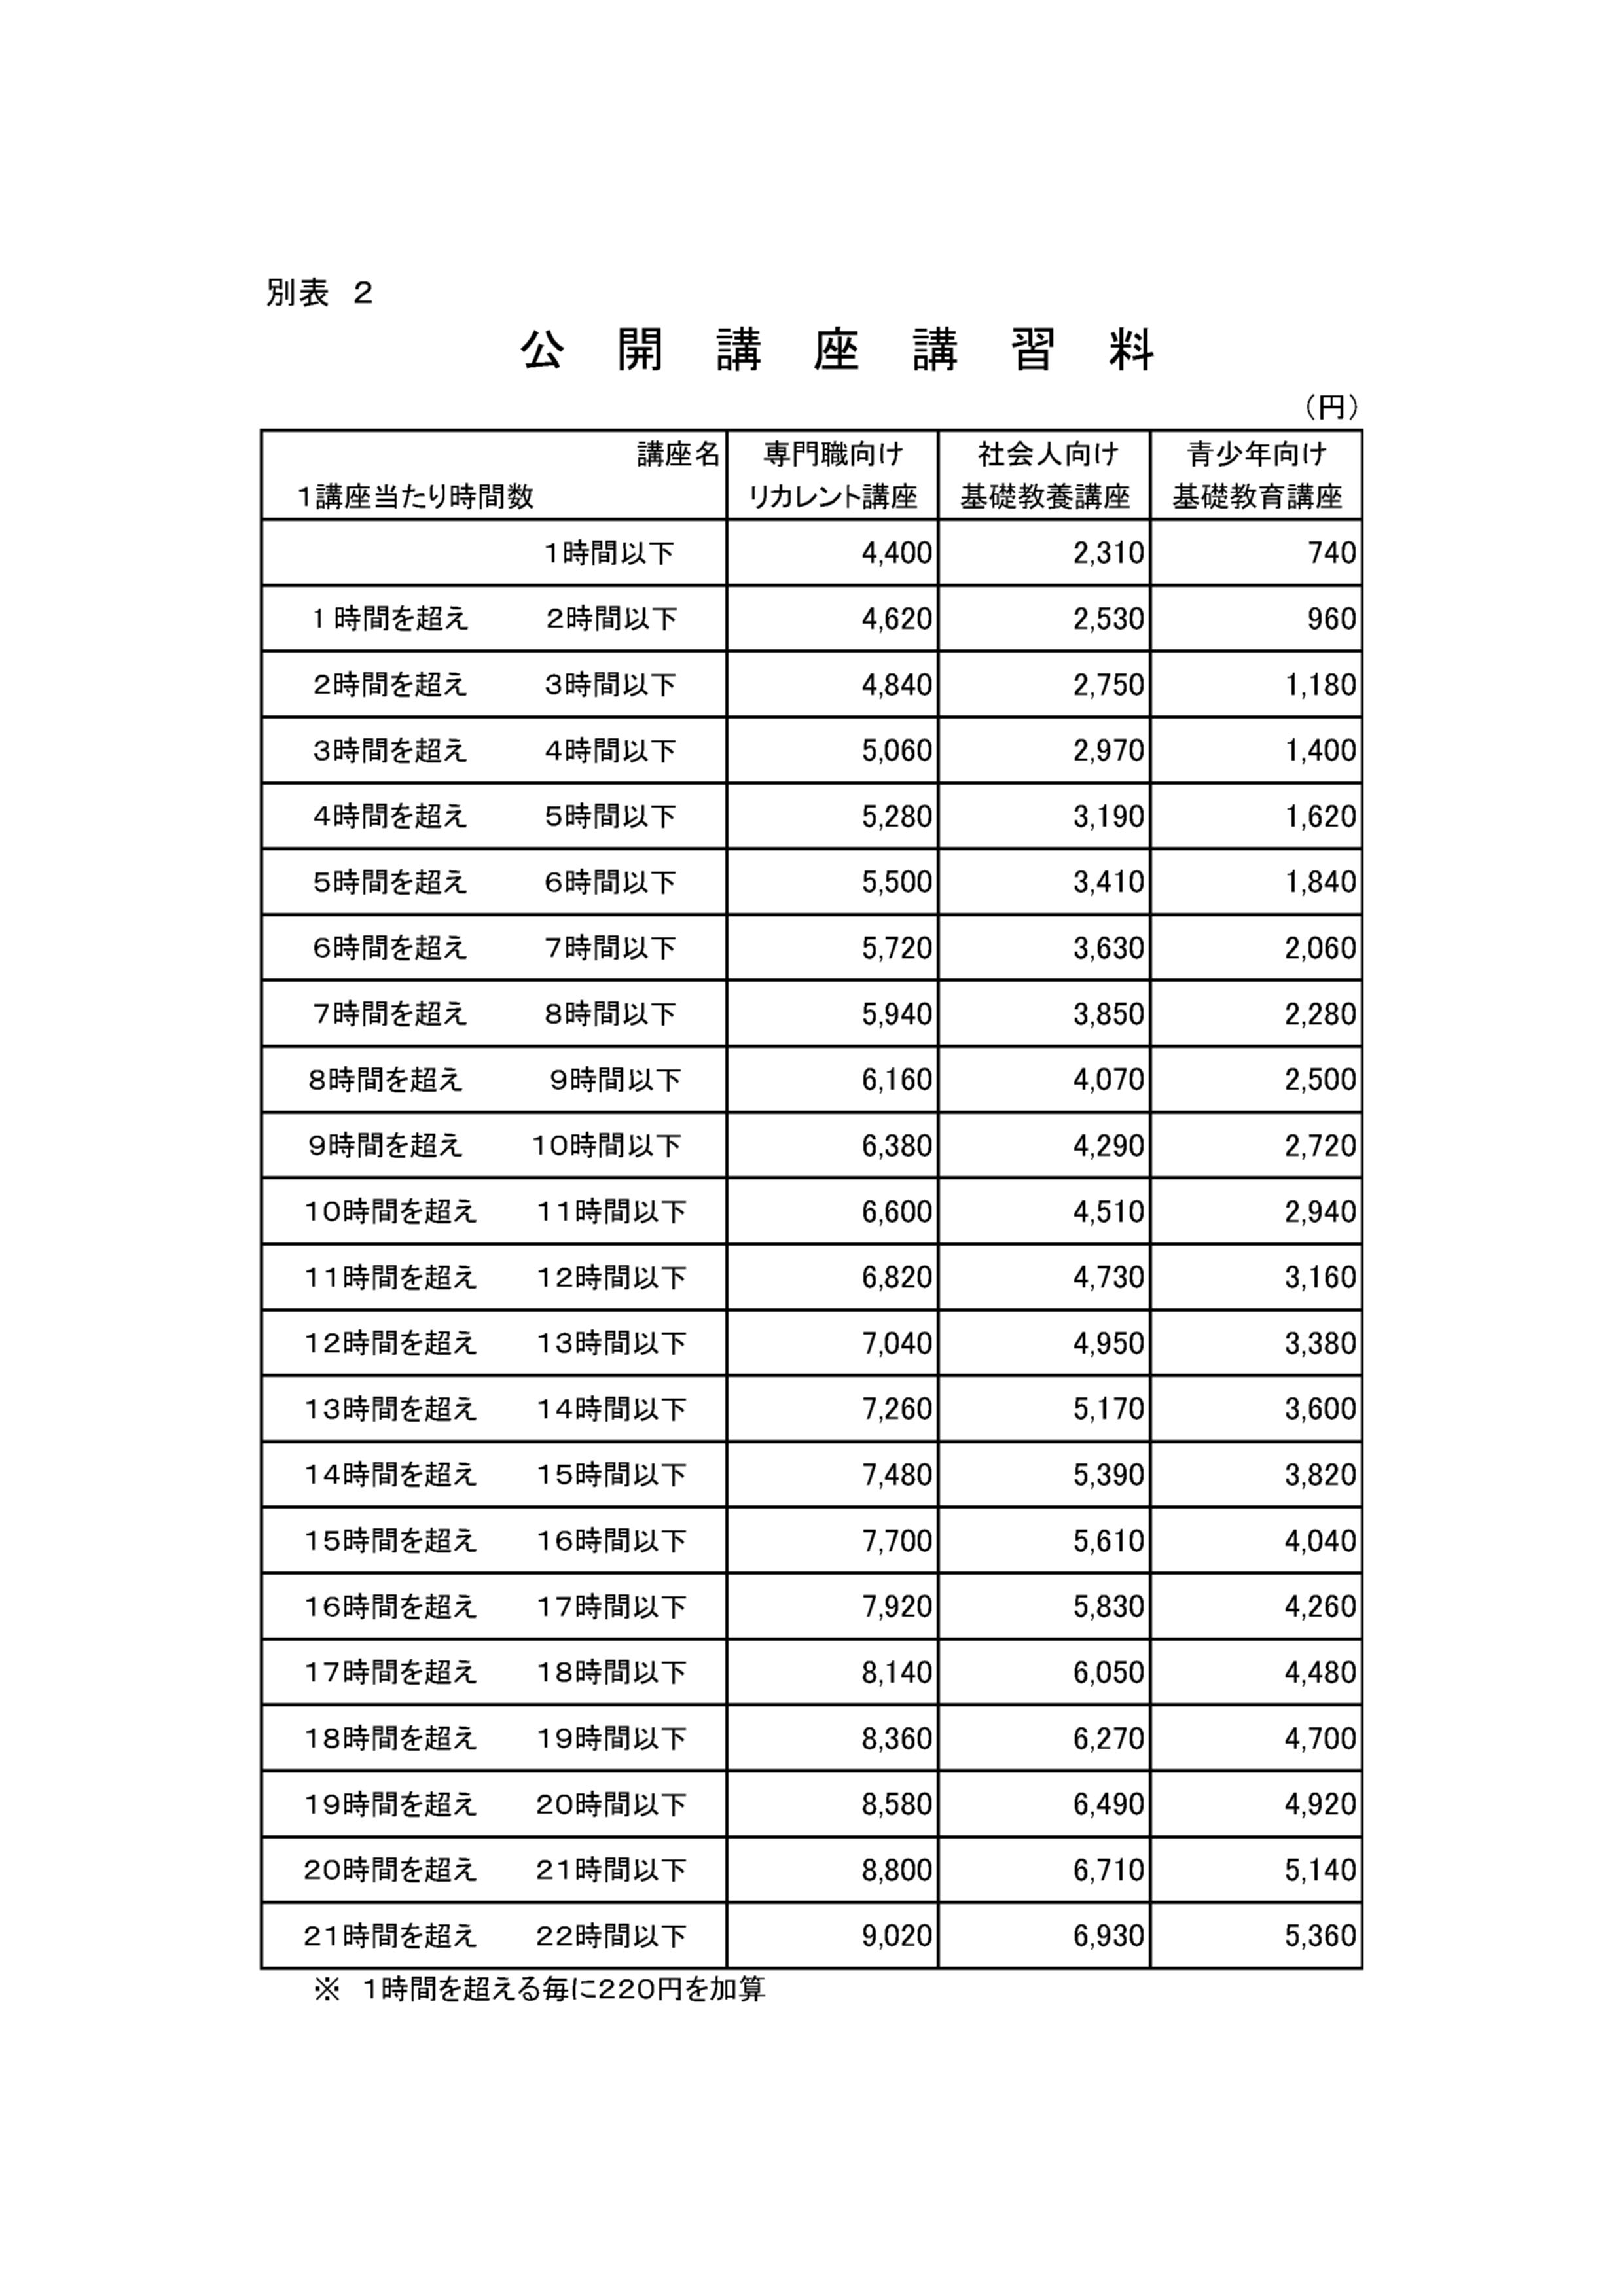 別表　２
公開講座講習料
（円）
講座名　専門職向け　社会人向け　青少年向け
１講座当たり時間数　リカレント講座　基礎教養講座　基礎教育講座
１時間以下　4,400　2,310　740
１時間を超え　２時間以下　4,620　2,530　960
２時間を超え　３時間以下　4,840　2,750　1,180
３時間を超え　４時間以下　5,060　2,970　1,400
４時間を超え　５時間以下　5,280　3,190　1,620
５時間を超え　６時間以下　5,500　3,410　1,840
６時間を超え　７時間以下　5,720　3,630　2,060
７時間を超え　８時間以下　5,940　3,850　2,280
８時間を超え　９時間以下　6,160　4,070　2,500
９時間を超え　１０時間以下　6,380　4,290　2,720
１０時間を超え　１１時間以下　6,600　4,510　2,940
１１時間を超え　１２時間以下　6,820　4,730　3,160
１２時間を超え　１３時間以下　7,040　4,950　3,380
１３時間を超え　１４時間以下　7,260　5,170　3,600
１４時間を超え　１５時間以下　7,480　5,390　3,820
１５時間を超え　１６時間以下　7,700　5,610　4,040
１６時間を超え　１７時間以下　7,920　5,830　4,260
１７時間を超え　１８時間以下　8,140　6,050　4,480
１８時間を超え　１９時間以下　8,360　6,270　4,700
１９時間を超え　２０時間以下　8,580　6,490　4,920
２０時間を超え　２１時間以下　8,800　6,710　5,140
２１時間を超え　２２時間以下　9,020　6,930　5,360
※　１時間を超える毎に２２０円を加算